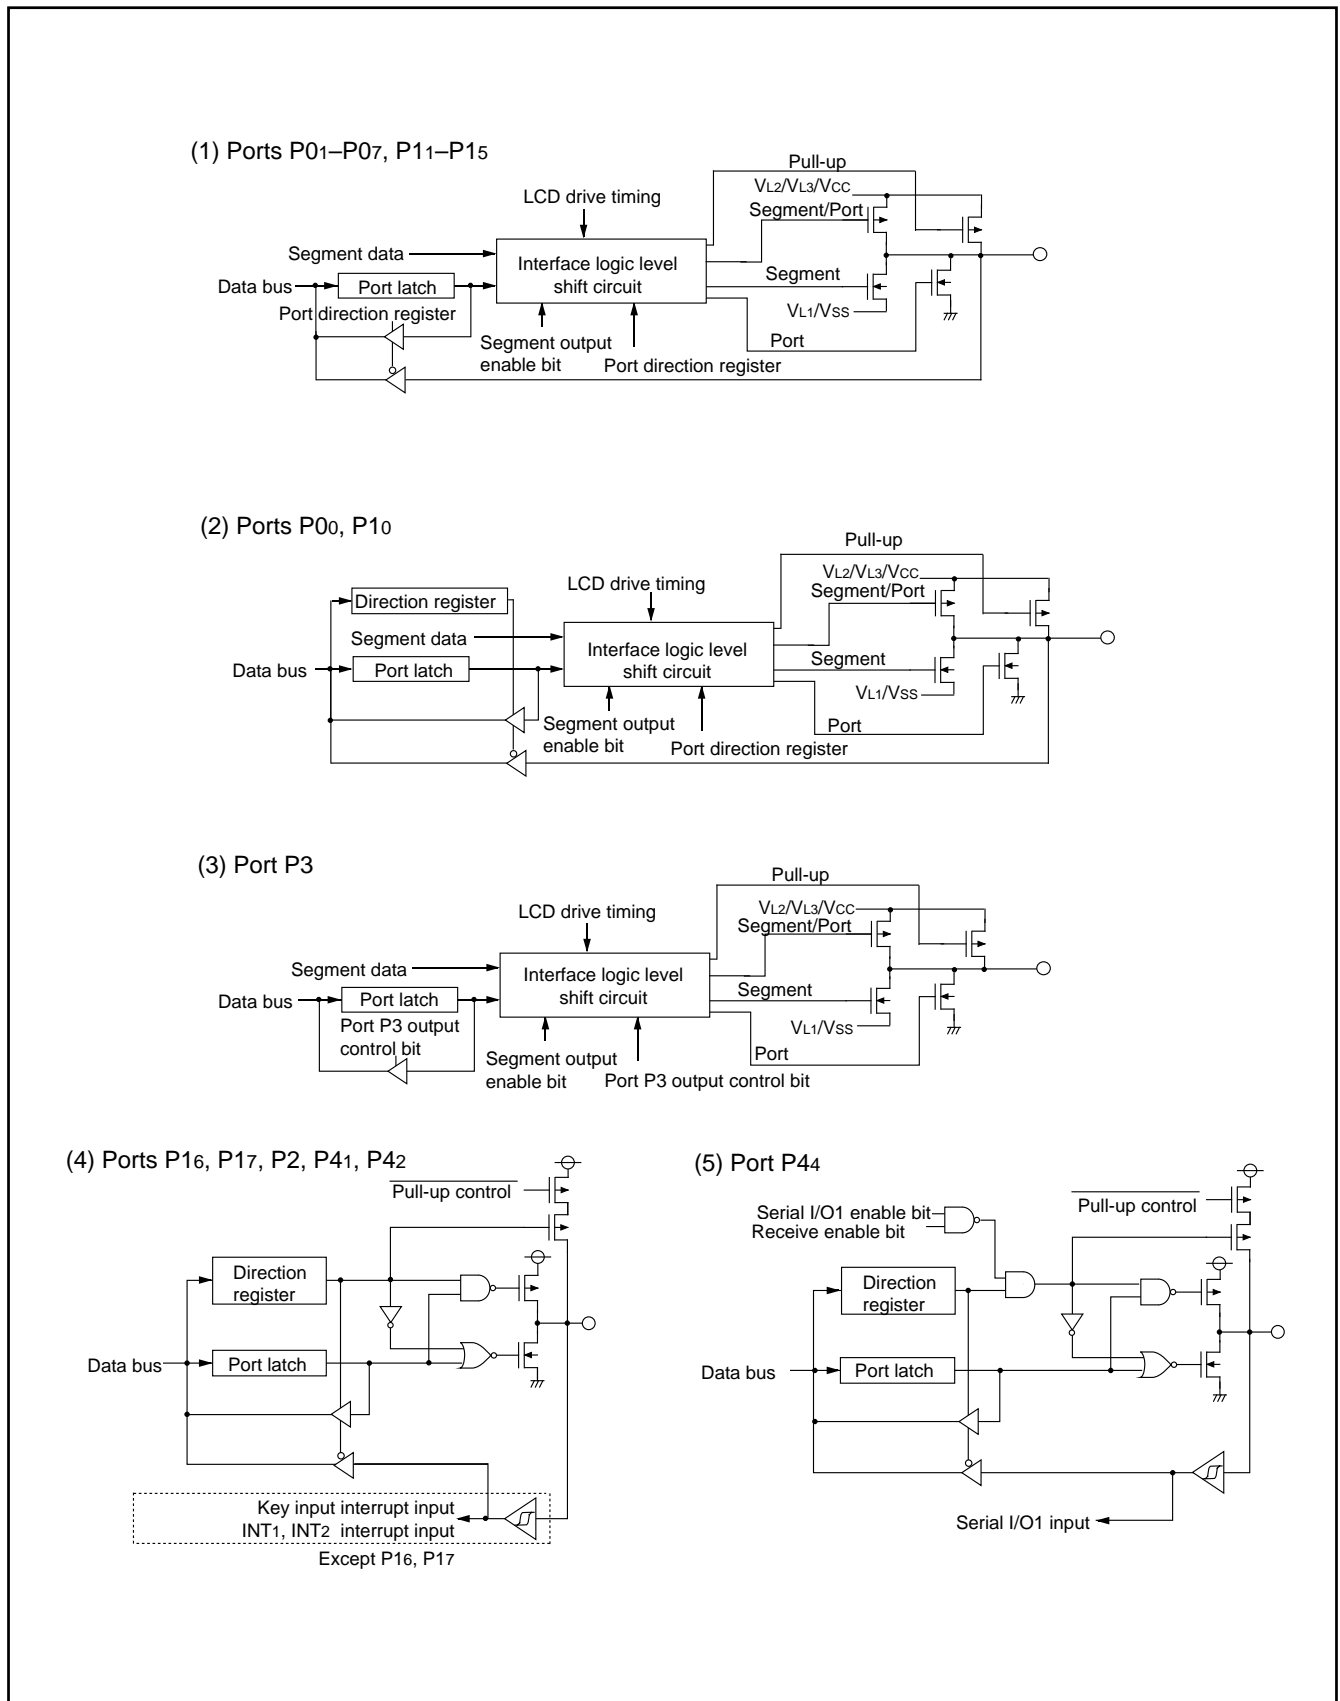 (1) Ports P01–P07, P11–P15
Pull-up
VL2/VL3/VCC
LCD drive timing
Segment/Port
Segment data
Interface logic level
shift circuit
Segment
Data bus
Port latch
Port direction register
VL1/VSS
Segment output
enable bit
Port direction register
Port
(2) Ports P00, P10
Pull-up
LCD drive timing
VL2/VL3/VCC
Segment/Port
Direction register
Segment data
Interface logic level
shift circuit
Segment
Data bus
Port latch
VL1/VSS
Segment output
enable bit
Port direction register
Port
(3) Port P3
Pull-up
LCD drive timing
VL2/VL3/VCC
Segment/Port
Segment data
Interface logic level
shift circuit
Segment
Data bus
Port latch
Port P3 output
control bit
VL1/VSS
Segment output
enable bit
Port P3 output control bit
Port
(4) Ports P16, P17, P2, P41, P42
Pull-up control
Direction
register
Data bus
Port latch
Key input interrupt input
INT1, INT2 interrupt input
Except P16, P17
(5) Port P44
Pull-up control
Serial I/O1 enable bit
Receive enable bit
Direction
register
Data bus
Port latch
Serial I/O1 input